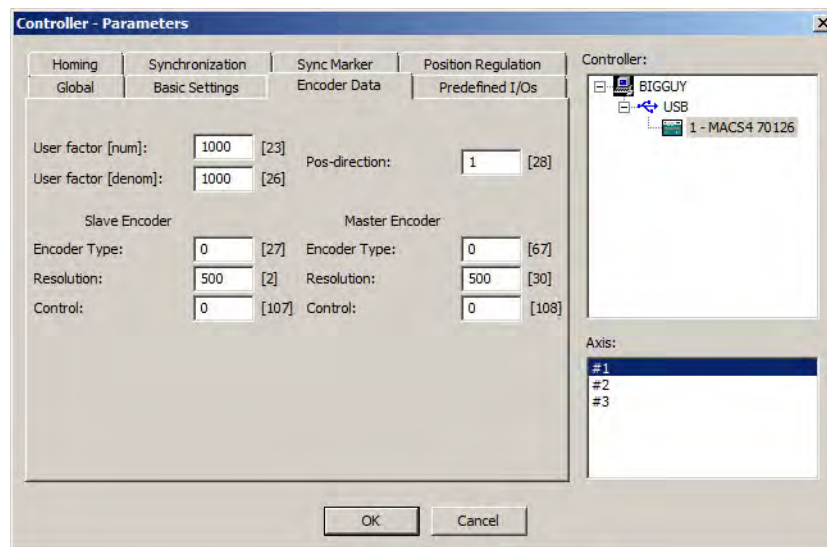 Controller - Parameters
Homing Synchronization Sync Marker Position Regulation
Global Basic Settings Encoder Data Predefined I/Os
User factor [num]: 1000 [23]
User factor [denom]: 1000 [26]
Pos-direction: 1 [28]
Slave Encoder Master Encoder
Encoder Type: 0 [27] Encoder Type: 0 [67]
Resolution: 500 [2] Resolution: 500 [30]
Control: 0 [107] Control: 0 [108]
Controller:
BIGGUY
USB
1 - MACS4 70126
Axis:
#1
#2
#3
OK Cancel